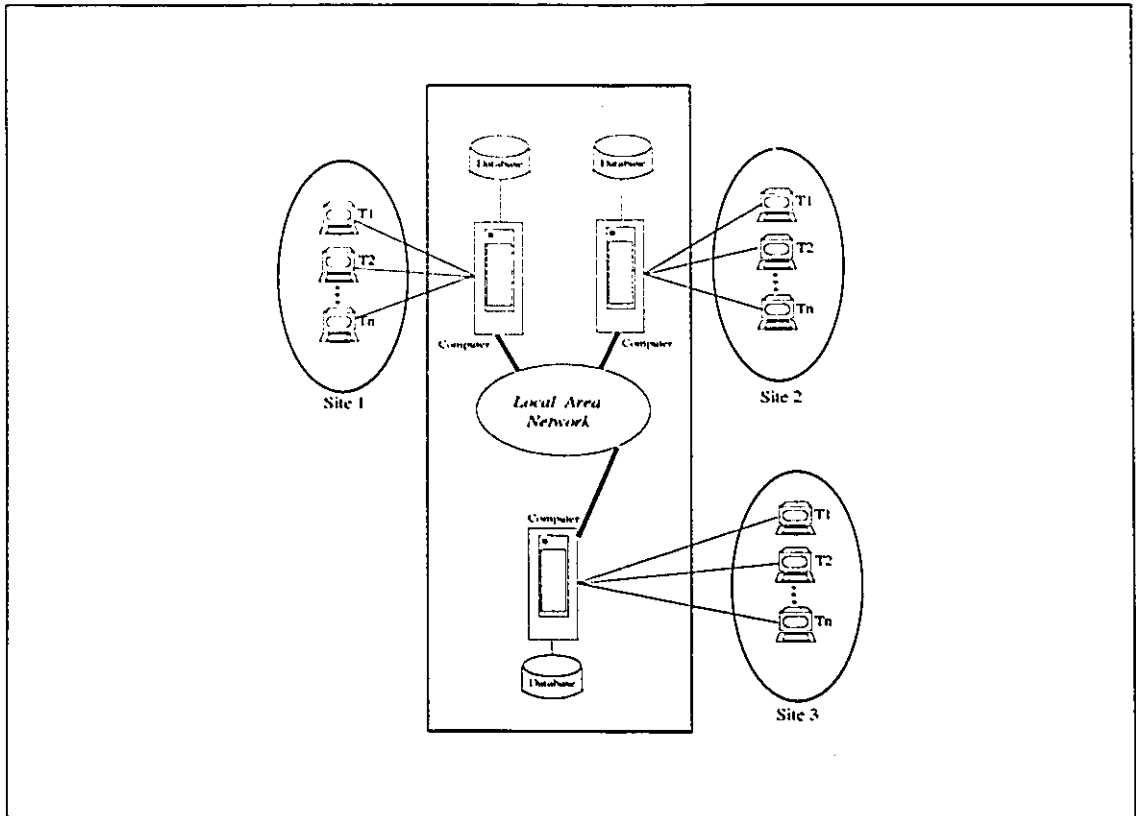 Database
Database
T1
T2
Tn
Site 1
Computer
Computer
T1
T2
Tn
Site 2
Local Area
Network
Computer
Database
T1
T2
Tn
Site 3